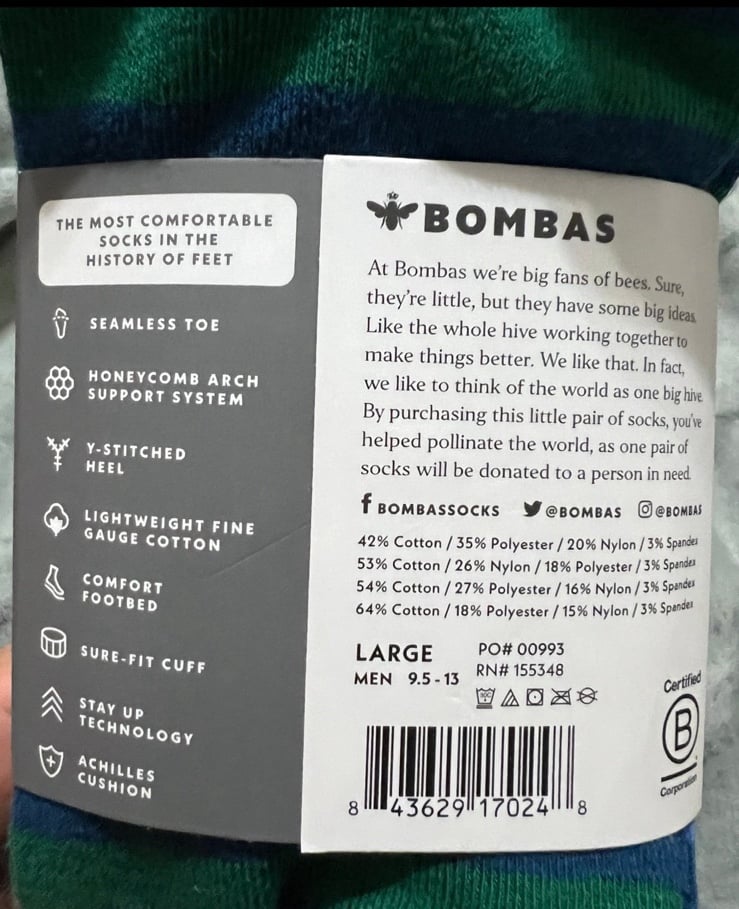 THE MOST COMFORTABLE
SOCKS IN THE
HISTORY OF FEET
SEAMLESS TOE
HONEYCOMB ARCH
SUPPORT SYSTEM
Y-STITCHED
HEEL
LIGHTWEIGHT FINE
GAUGE COTTON
COMFORT
FOOTBED
SURE-FIT CUFF
STAY UP
TECHNOLOGY
ACHILLES
CUSHION
BOMBAS
At Bombas we're big fans of bees. Sure,
they're little, but they have some big ideas.
Like the whole hive working together to
make things better. We like that. In fact,
we like to think of the world as one big hive.
By purchasing this little pair of socks, you've
helped pollinate the world, as one pair of
socks will be donated to a person in need.
f BOMBASSOCKS @BOMBAS @BOMBAS
42% Cotton / 35% Polyester / 20% Nylon / 3% Spandex
53% Cotton / 26% Nylon / 18% Polyester / 3% Spandex
54% Cotton / 27% Polyester / 16% Nylon / 3% Spandex
64% Cotton / 18% Polyester / 15% Nylon / 3% Spandex
LARGE
MEN 9.5-13
PO# 00993
RN# 155348
Certified
B
Corporation
8 43629 17024 8